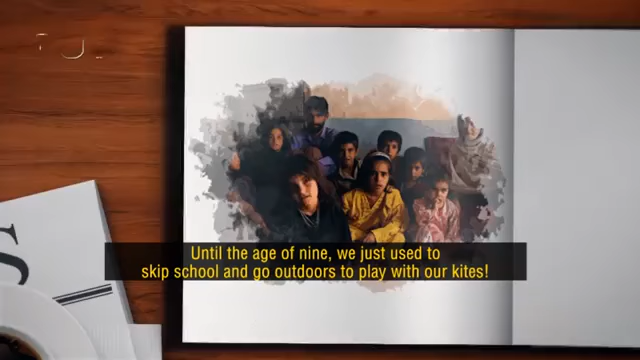 Until the age of nine, we just used to
skip school and go outdoors to play with our kites!
S